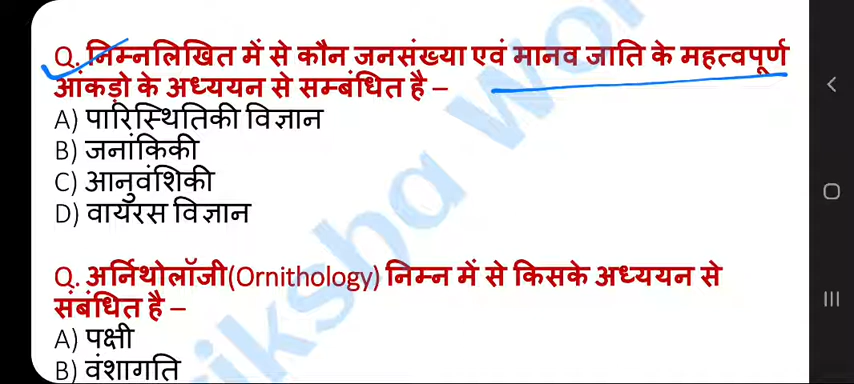 Q. निम्नलिखित में से कौन जनसंख्या एवं मानव जाति के महत्वपूर्ण
आंकड़ो के अध्ययन से सम्बंधित है –
A) पारिस्थितिकी विज्ञान
B) जनांकिकी
C) आनुवंशिकी
D) वायरस विज्ञान
Q. अर्निथोलॉजी(Ornithology) निम्न में से किसके अध्ययन से
संबंधित है –
A) पक्षी
B) वंशागति